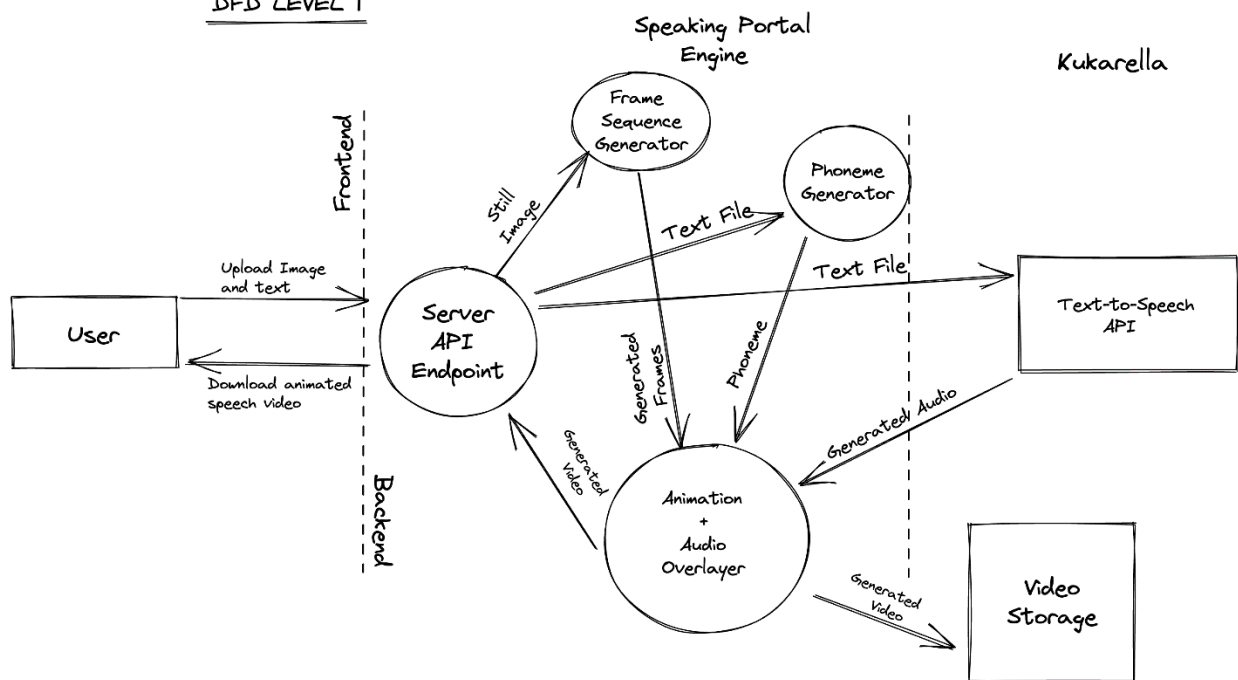 DFD LEVEL 1
Speaking Portal
Engine
Kukarella
Frontend
Backend
Frame
Sequence
Generator
Phoneme
Generator
Still
Image
Text File
Text File
Upload Image
and text
User
Download animated
speech video
Server
API
Endpoint
Text-to-Speech
API
Generated
Frames
Phoneme
Generated Audio
Generated
Video
Animation
+
Audio
Overlayer
Generated
Video
Video
Storage